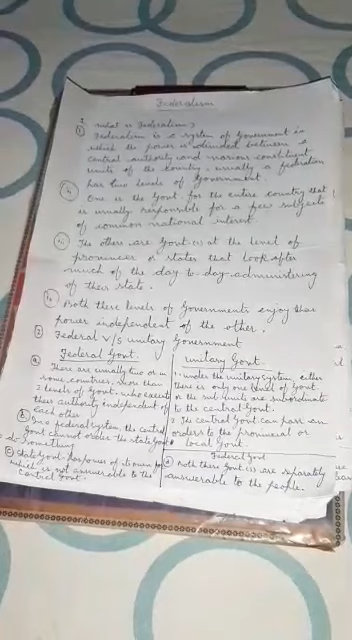 Federalism
1. What is Federalism?
(i) Federalism is a system of Government in
which the power is divided between a
central authority and various constituent
units of the country. usually a federation
has two levels of Government.
(ii) One is the Govt. for the entire country that
is usually responsible for a few subjects
of common national interest.
(iii) The others are Govt. (s) at the level of
provinces or states that look after
much of the day to day administering
of their state.
(iv) Both these levels of Governments enjoy their
power independent of the other.
2) Federal v/s unitary Government
Federal Govt.
(a) There are usually two or in
some countries, more than
2 levels of Govt. who execute
their authority independent of
each other
(b) In a federal system, the central
Govt cannot order the state Govt
to do something
(c) State Govt. has powers of its own for
which it is not answerable to the
Central Govt.
unitary Govt.
1. under the unitary system, either
there is only one level of Govt.
or the sub units are subordinate
to the central Govt.
2 The central Govt can pass on
orders to the provincial or
local Govt.
Federal Govt
(d) Both these Govt (s) are separately
answerable to the people.